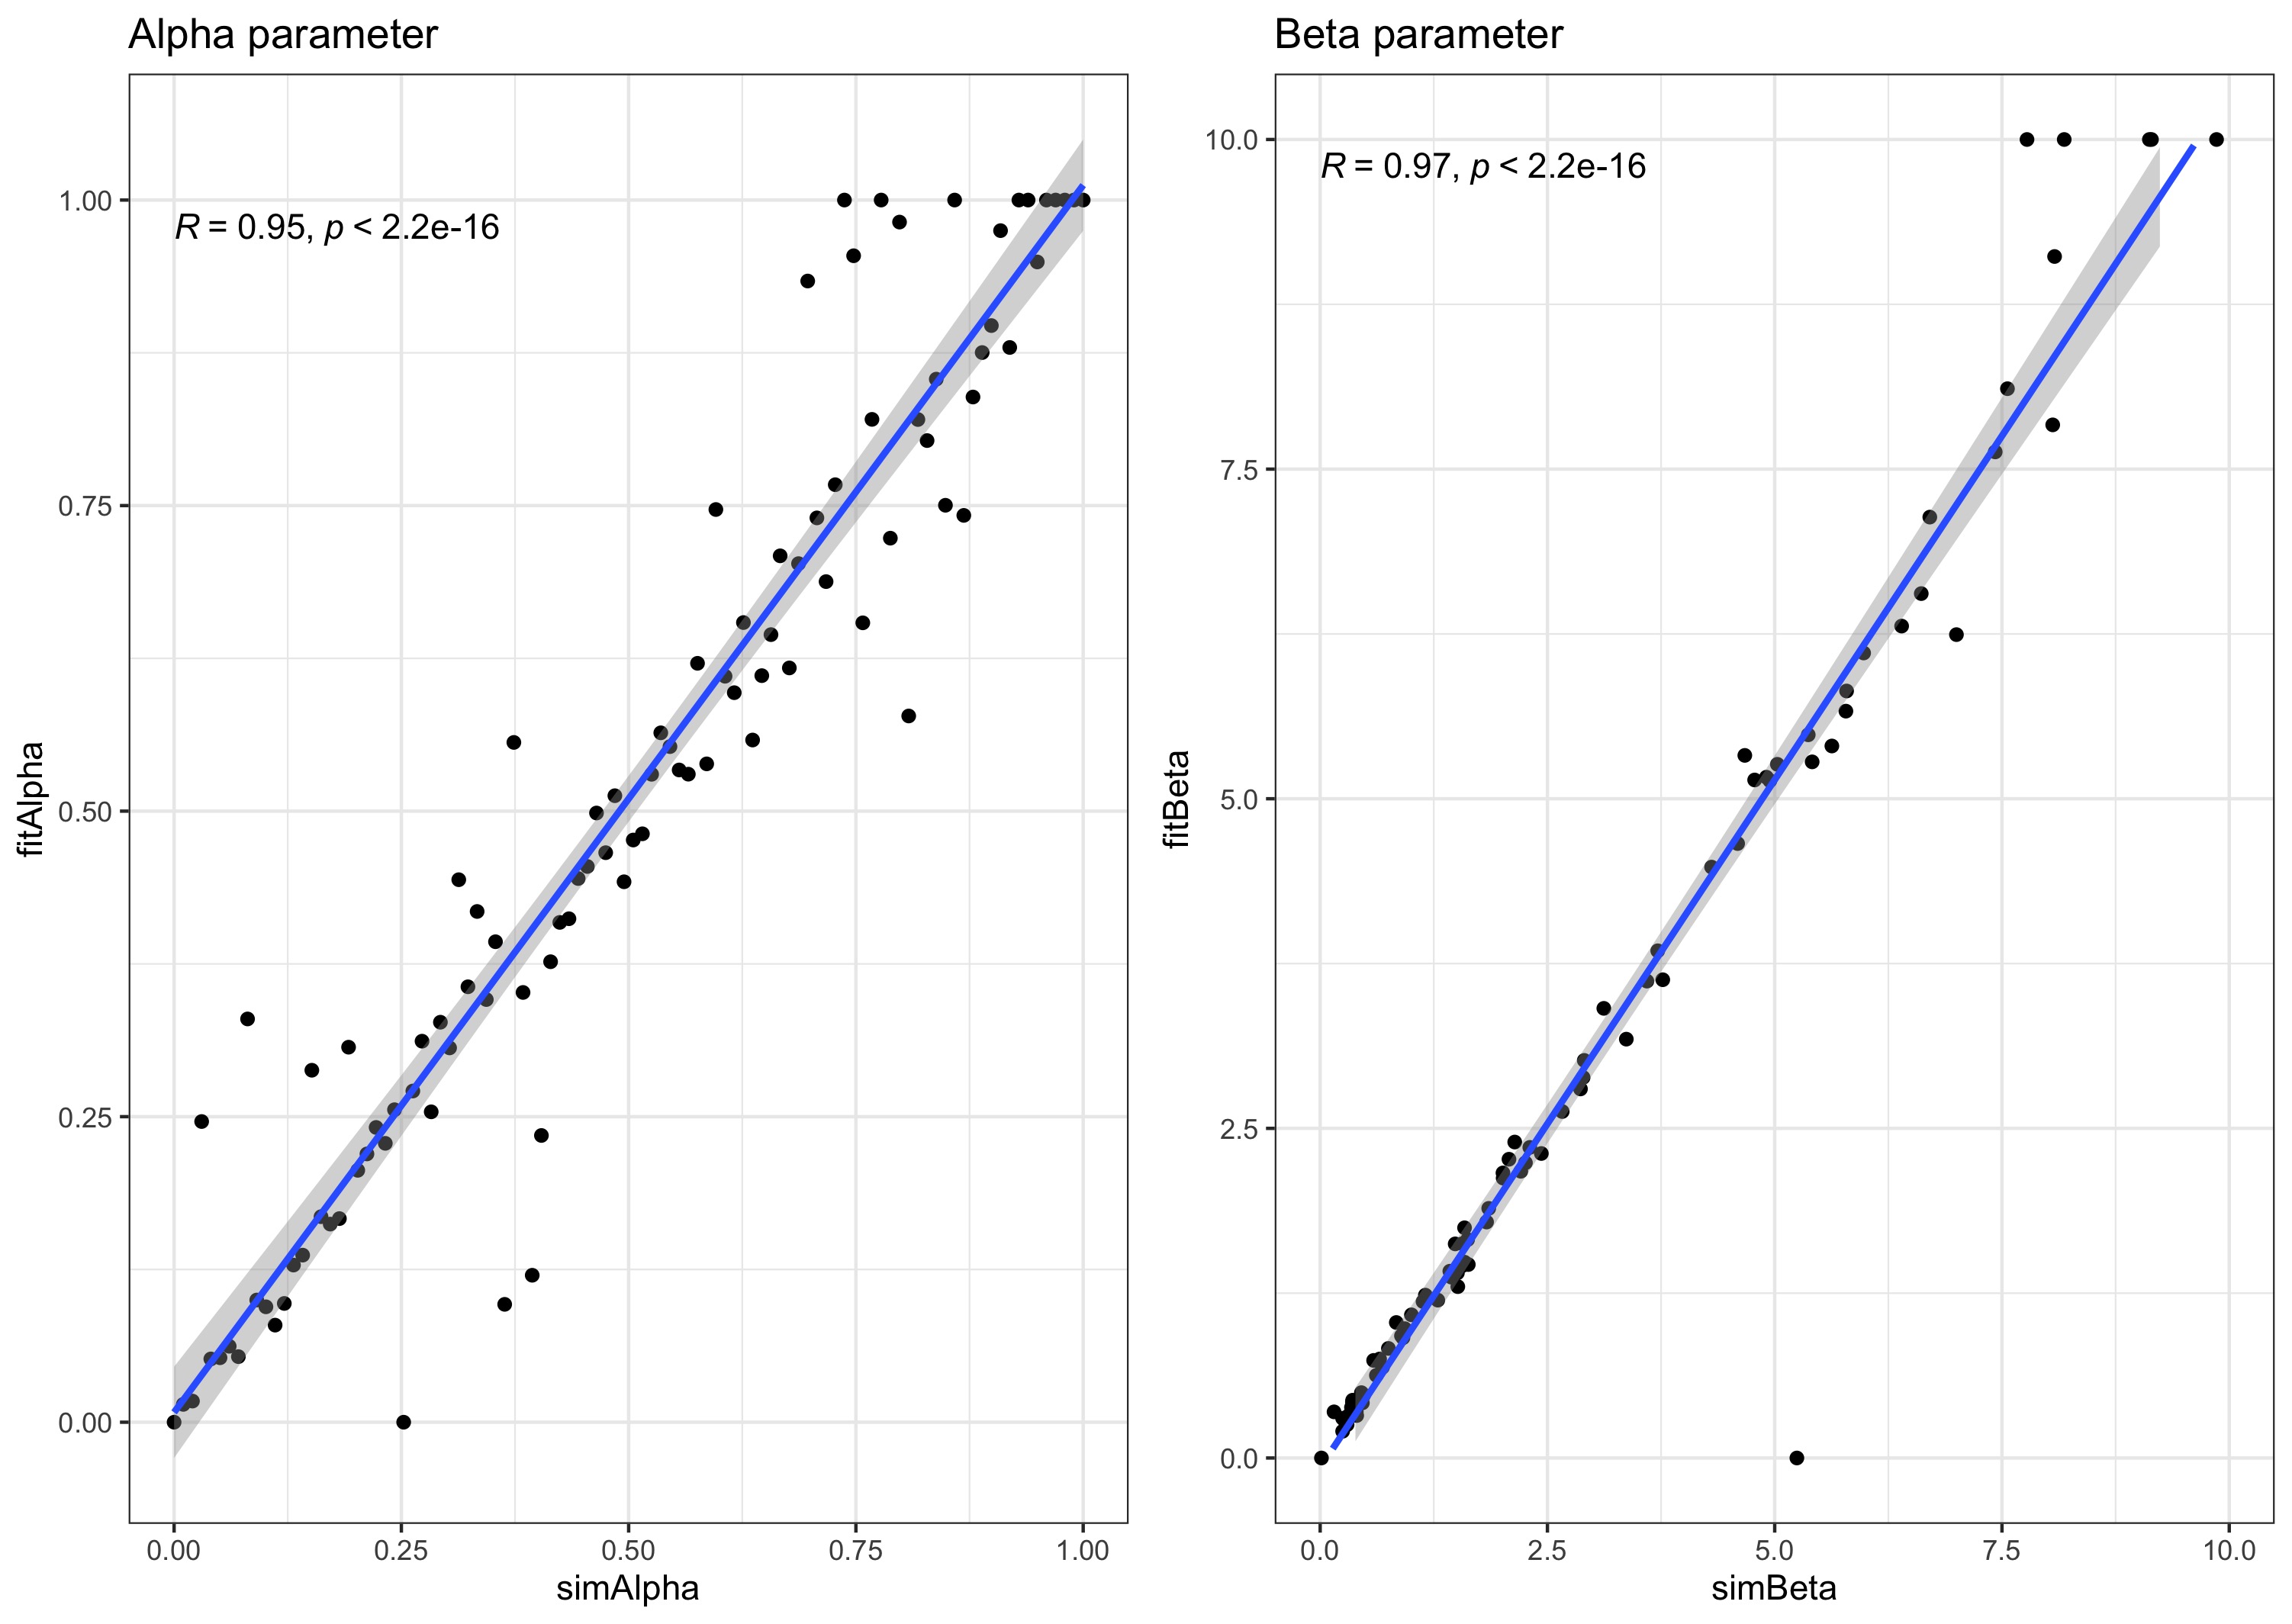 Alpha parameter
R = 0.95, p < 2.2e-16
1.00
0.75
0.50
0.25
0.00
fitAlpha
0.00 0.25 0.50 0.75 1.00
simAlpha
Beta parameter
R = 0.97, p < 2.2e-16
10.0
7.5
5.0
2.5
0.0
fitBeta
0.0 2.5 5.0 7.5 10.0
simBeta